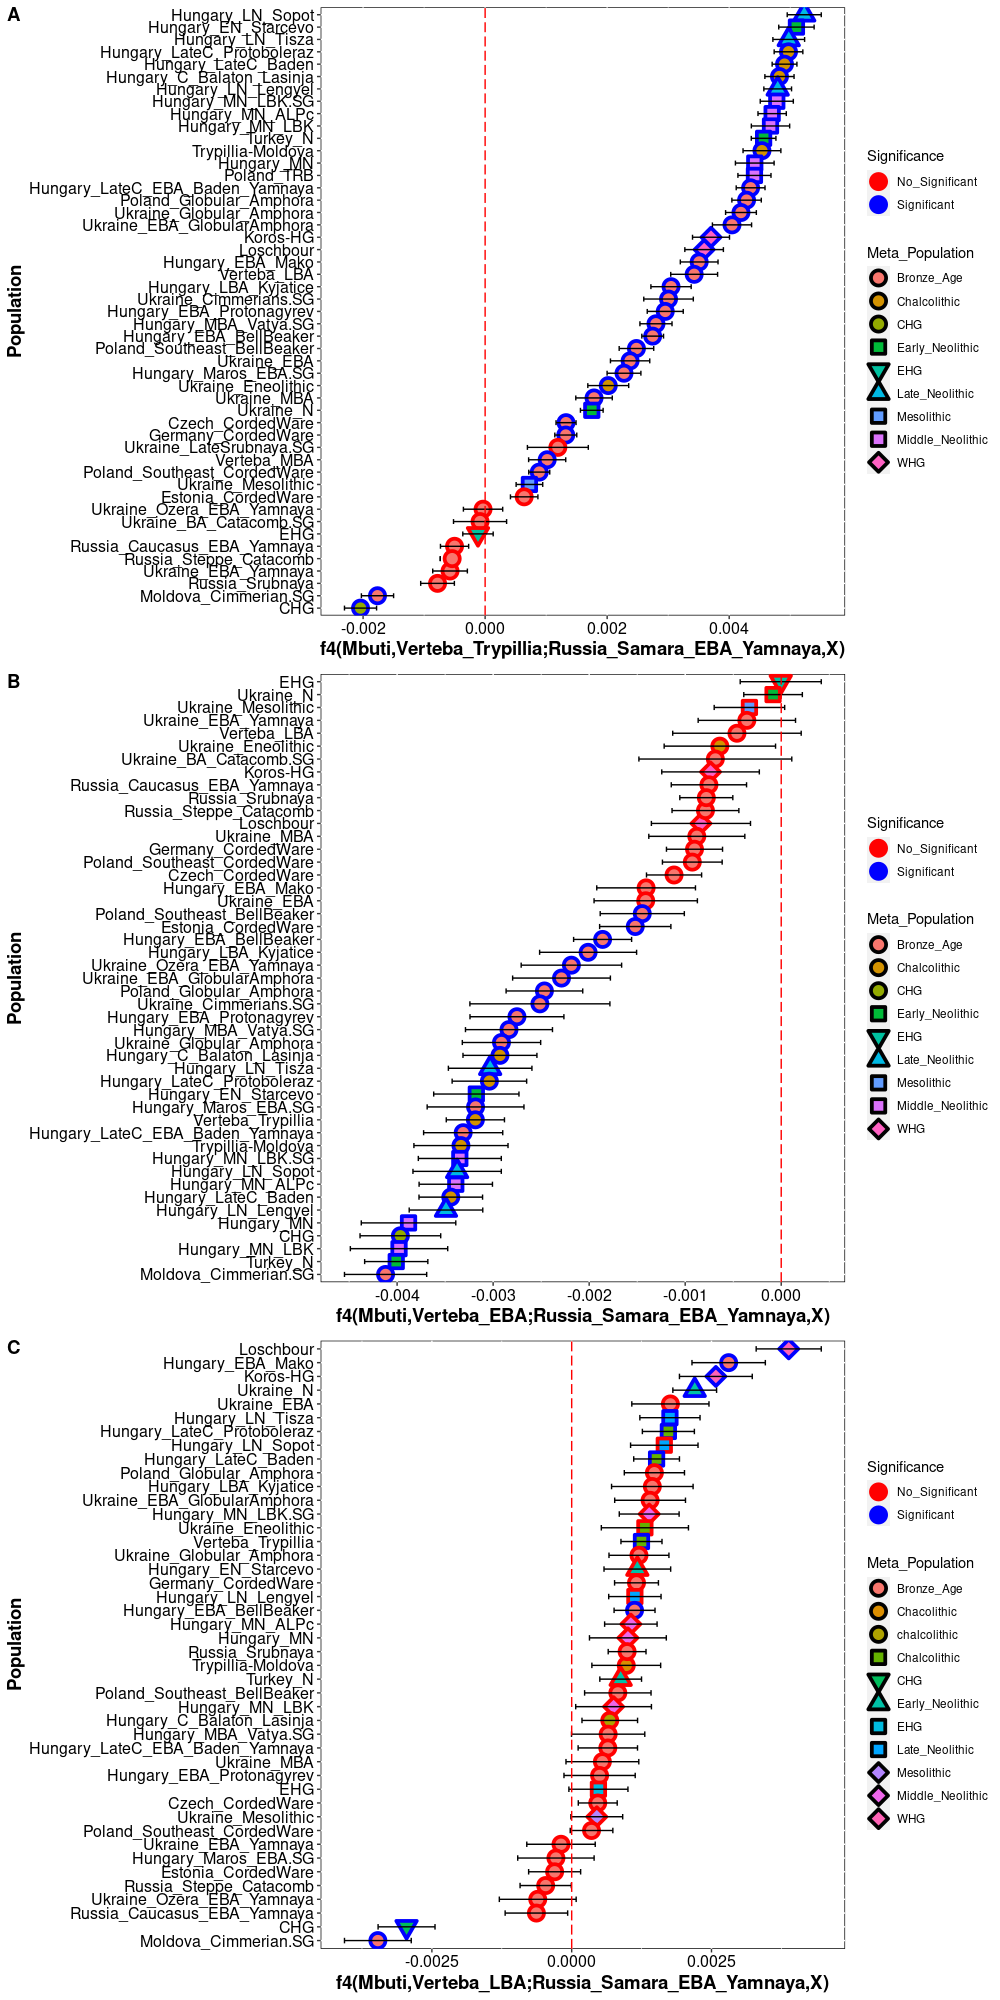 A
Hungary_LN_Sopot
Hungary_EN_Starcevo
Hungary_LN_Tisza
Hungary_LateC_Protoboleraz
Hungary_LateC_Baden
Hungary_C_Balaton_Lasinja
Hungary_LN_Lengyel
Hungary_MN_LBK.SG
Hungary_MN_ALPc
Hungary_MN_LBK
Turkey_N
Trypillia-Moldova
Hungary_MN
Poland_TRB
Hungary_LateC_EBA_Baden_Yamnaya
Poland_Globular_Amphora
Ukraine_Globular_Amphora
Ukraine_EBA_GlobularAmphora
Koros-HG
Loschbour
Hungary_EBA_Mako
Verteba_LBA
Hungary_LBA_Kyjatice
Ukraine_Cimmerians.SG
Hungary_EBA_Protonagyrev
Hungary_MBA_Vatya.SG
Hungary_EBA_BellBeaker
Poland_Southeast_BellBeaker
Ukraine_EBA
Hungary_Maros_EBA.SG
Ukraine_Eneolithic
Ukraine_MBA
Ukraine_N
Czech_CordedWare
Germany_CordedWare
Ukraine_LateSrubnaya.SG
Verteba_MBA
Poland_Southeast_CordedWare
Ukraine_Mesolithic
Estonia_CordedWare
Ukraine_Ozera_EBA_Yamnaya
Ukraine_BA_Catacomb.SG
EHG
Russia_Caucasus_EBA_Yamnaya
Russia_Steppe_Catacomb
Ukraine_EBA_Yamnaya
Russia_Srubnaya
Moldova_Cimmerian.SG
CHG
Population
-0.002 0.000 0.002 0.004
f4(Mbuti,Verteba_Trypillia;Russia_Samara_EBA_Yamnaya,X)
Significance
No_Significant
Significant
Meta_Population
Bronze_Age
Chalcolithic
CHG
Early_Neolithic
EHG
Late_Neolithic
Mesolithic
Middle_Neolithic
WHG
B
EHG
Ukraine_N
Ukraine_Mesolithic
Ukraine_EBA_Yamnaya
Verteba_LBA
Ukraine_Eneolithic
Ukraine_BA_Catacomb.SG
Koros-HG
Russia_Caucasus_EBA_Yamnaya
Russia_Srubnaya
Russia_Steppe_Catacomb
Loschbour
Ukraine_MBA
Germany_CordedWare
Poland_Southeast_CordedWare
Czech_CordedWare
Hungary_EBA_Mako
Ukraine_EBA
Poland_Southeast_BellBeaker
Estonia_CordedWare
Hungary_EBA_BellBeaker
Hungary_LBA_Kyjatice
Ukraine_Ozera_EBA_Yamnaya
Ukraine_EBA_GlobularAmphora
Poland_Globular_Amphora
Ukraine_Cimmerians.SG
Hungary_EBA_Protonagyrev
Hungary_MBA_Vatya.SG
Ukraine_Globular_Amphora
Hungary_C_Balaton_Lasinja
Hungary_LN_Tisza
Hungary_LateC_Protoboleraz
Hungary_EN_Starcevo
Hungary_Maros_EBA.SG
Verteba_Trypillia
Hungary_LateC_EBA_Baden_Yamnaya
Trypillia-Moldova
Hungary_MN_LBK.SG
Hungary_LN_Sopot
Hungary_MN_ALPc
Hungary_LateC_Baden
Hungary_LN_Lengyel
Hungary_MN
CHG
Hungary_MN_LBK
Turkey_N
Moldova_Cimmerian.SG
Population
-0.004 -0.003 -0.002 -0.001 0.000
f4(Mbuti,Verteba_EBA;Russia_Samara_EBA_Yamnaya,X)
Significance
No_Significant
Significant
Meta_Population
Bronze_Age
Chalcolithic
CHG
Early_Neolithic
EHG
Late_Neolithic
Mesolithic
Middle_Neolithic
WHG
C
Loschbour
Hungary_EBA_Mako
Koros-HG
Ukraine_N
Ukraine_EBA
Hungary_LN_Tisza
Hungary_LateC_Protoboleraz
Hungary_LN_Sopot
Hungary_LateC_Baden
Poland_Globular_Amphora
Hungary_LBA_Kyjatice
Ukraine_EBA_GlobularAmphora
Hungary_MN_LBK.SG
Ukraine_Eneolithic
Verteba_Trypillia
Ukraine_Globular_Amphora
Hungary_EN_Starcevo
Germany_CordedWare
Hungary_LN_Lengyel
Hungary_EBA_BellBeaker
Hungary_MN_ALPc
Hungary_MN
Russia_Srubnaya
Trypillia-Moldova
Turkey_N
Poland_Southeast_BellBeaker
Hungary_MN_LBK
Hungary_C_Balaton_Lasinja
Hungary_MBA_Vatya.SG
Hungary_LateC_EBA_Baden_Yamnaya
Ukraine_MBA
Hungary_EBA_Protonagyrev
EHG
Czech_CordedWare
Ukraine_Mesolithic
Poland_Southeast_CordedWare
Ukraine_EBA_Yamnaya
Hungary_Maros_EBA.SG
Estonia_CordedWare
Russia_Steppe_Catacomb
Ukraine_Ozera_EBA_Yamnaya
Russia_Caucasus_EBA_Yamnaya
CHG
Moldova_Cimmerian.SG
Population
-0.0025 0.0000 0.0025
f4(Mbuti,Verteba_LBA;Russia_Samara_EBA_Yamnaya,X)
Significance
No_Significant
Significant
Meta_Population
Bronze_Age
Chacolithic
chalcolithic
Chalcolithic
CHG
Early_Neolithic
EHG
Late_Neolithic
Mesolithic
Middle_Neolithic
WHG